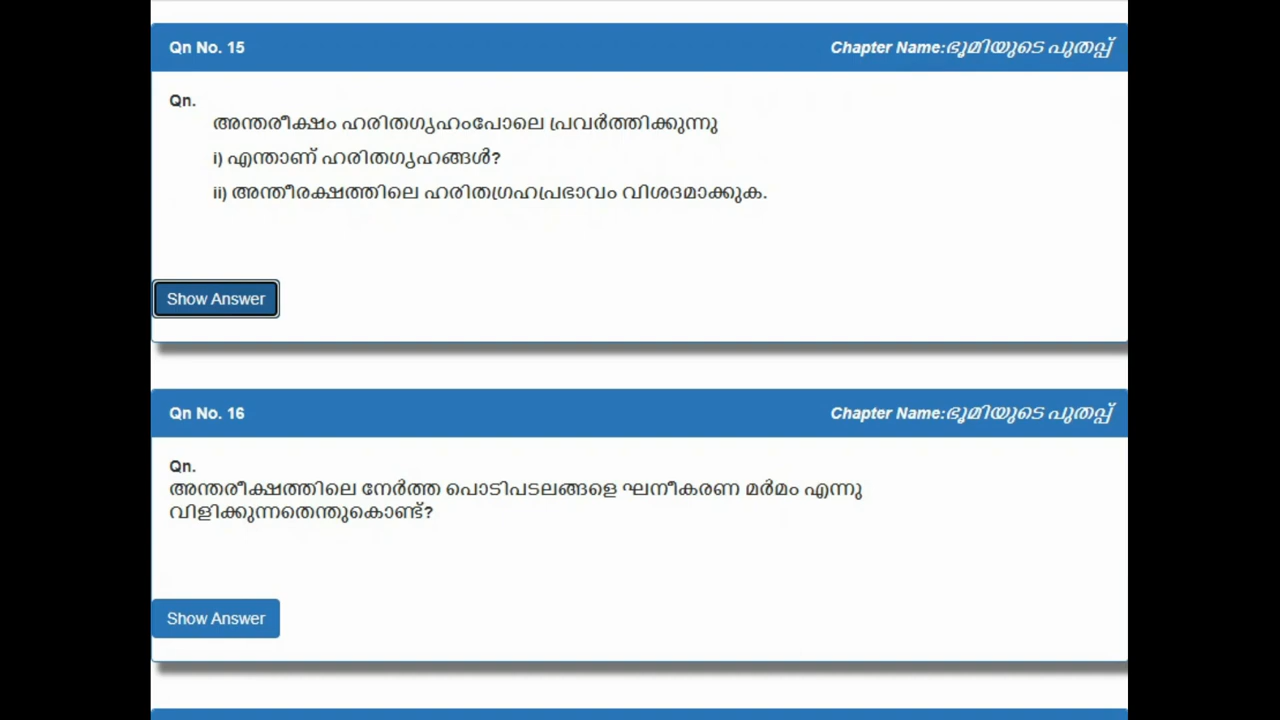 Qn No. 15
Chapter Name:ഭൂമിയുടെ പുതപ്പ്
Qn.
അന്തരീക്ഷം ഹരിതഗൃഹംപോലെ പ്രവർത്തിക്കുന്നു
i) എന്താണ് ഹരിതഗൃഹങ്ങൾ?
ii) അന്തീരക്ഷത്തിലെ ഹരിതഗ്രഹപ്രഭാവം വിശദമാക്കുക.
Show Answer
Qn No. 16
Chapter Name:ഭൂമിയുടെ പുതപ്പ്
Qn.
അന്തരീക്ഷത്തിലെ നേർത്ത പൊടിപടലങ്ങളെ ഘനീകരണ മർമം എന്നു
വിളിക്കുന്നതെന്തുകൊണ്ട്?
Show Answer